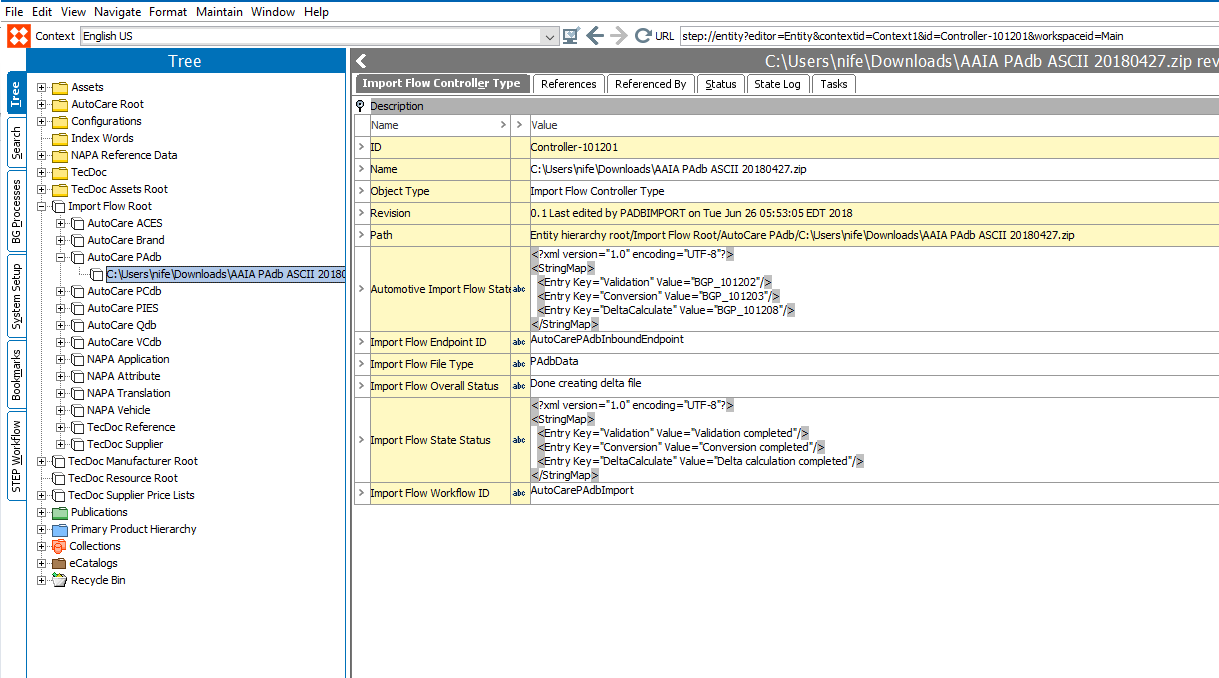 File Edit View Navigate Format Maintain Window Help
Context English US URL step://entity?editor=Entity&contextid=Context1&id=Controller-101201&workspaceid=Main
Tree
Search
BG Processes
System Setup
Bookmarks
STEP Workflow
Tree
Assets
AutoCare Root
Configurations
Index Words
NAPA Reference Data
TecDoc
TecDoc Assets Root
Import Flow Root
AutoCare ACES
AutoCare Brand
AutoCare PAdb
C:\Users\nife\Downloads\AAIA PAdb ASCII 20180
AutoCare PCdb
AutoCare PIES
AutoCare Qdb
AutoCare VCdb
NAPA Application
NAPA Attribute
NAPA Translation
NAPA Vehicle
TecDoc Reference
TecDoc Supplier
TecDoc Manufacturer Root
TecDoc Resource Root
TecDoc Supplier Price Lists
Publications
Primary Product Hierarchy
Collections
eCatalogs
Recycle Bin
C:\Users\nife\Downloads\AAIA PAdb ASCII 20180427.zip rev
Import Flow Controller Type References Referenced By Status State Log Tasks
Description
Name > > Value
ID Controller-101201
Name C:\Users\nife\Downloads\AAIA PAdb ASCII 20180427.zip
Object Type Import Flow Controller Type
Revision 0.1 Last edited by PADBIMPORT on Tue Jun 26 05:53:05 EDT 2018
Path Entity hierarchy root/Import Flow Root/AutoCare PAdb/C:\Users\nife\Downloads\AAIA PAdb ASCII 20180427.zip
Automotive Import Flow State abc
<?xml version="1.0" encoding="UTF-8"?>
<StringMap>
<Entry Key="Validation" Value="BGP_101202"/>
<Entry Key="Conversion" Value="BGP_101203"/>
<Entry Key="DeltaCalculate" Value="BGP_101208"/>
</StringMap>
Import Flow Endpoint ID abc AutoCarePAdbInboundEndpoint
Import Flow File Type abc PAdbData
Import Flow Overall Status abc Done creating delta file
Import Flow State Status abc
<?xml version="1.0" encoding="UTF-8"?>
<StringMap>
<Entry Key="Validation" Value="Validation completed"/>
<Entry Key="Conversion" Value="Conversion completed"/>
<Entry Key="DeltaCalculate" Value="Delta calculation completed"/>
</StringMap>
Import Flow Workflow ID abc AutoCarePAdbImport